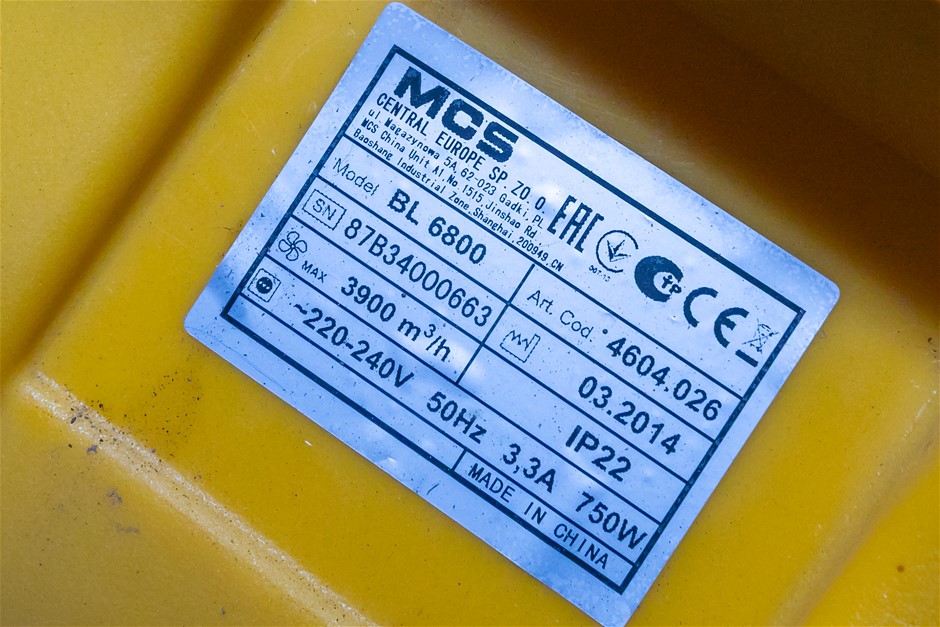 MCS
CENTRAL EUROPE SP. ZO. O.
ul. Magazynowa 5A, 62-023 Gadki, PL
MCS China Unit A1, No. 1515, Jinshao Rd.
Baoshang Industrial Zone, Shanghai, 200949, CN
EAC
CE
Model BL 6800
Art. Cod. 4604.026
SN 87B34000663
03.2014
MAX 3900 m³/h
IP22
~220-240V 50Hz 3,3A 750W
MADE IN CHINA